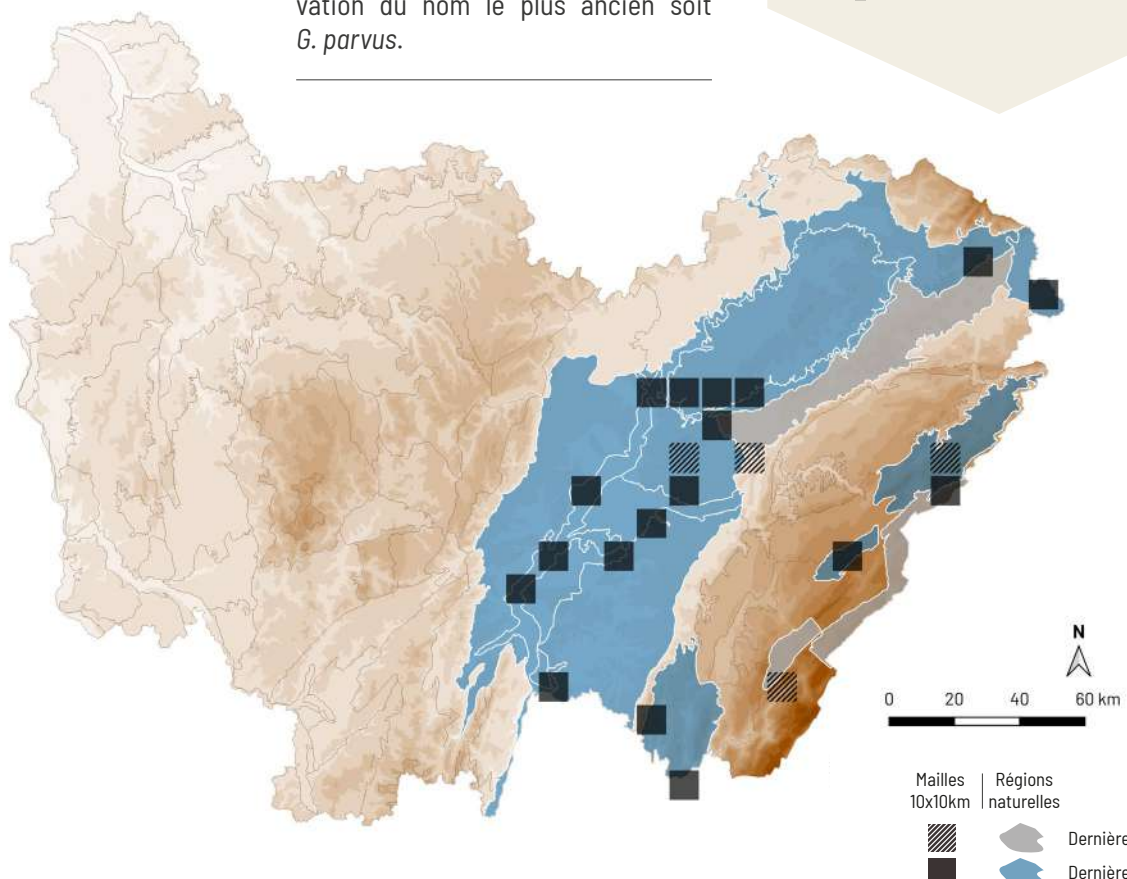 vation du nom le plus ancien soit
G. parvus.
N
0 20 40 60 km
Mailles
10x10km
Régions
naturelles
Dernière
Dernière